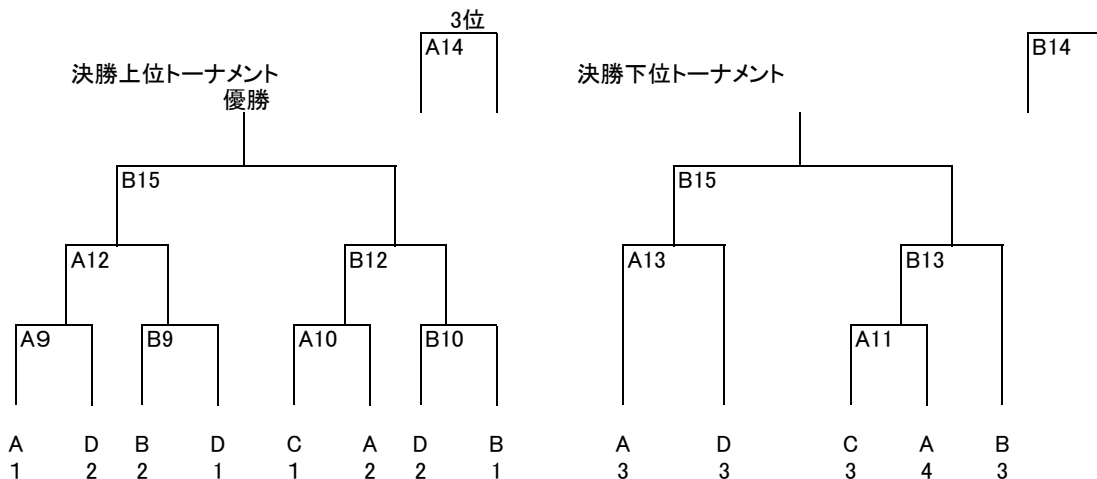 3位
A14
B14
決勝上位トーナメント
決勝下位トーナメント
優勝
B15
B15
A12
B12
A13
B13
A9
B9
A10
B10
A11
A D B D C A D B A D C A B
1 2 2 1 1 2 2 1 3 3 3 4 3